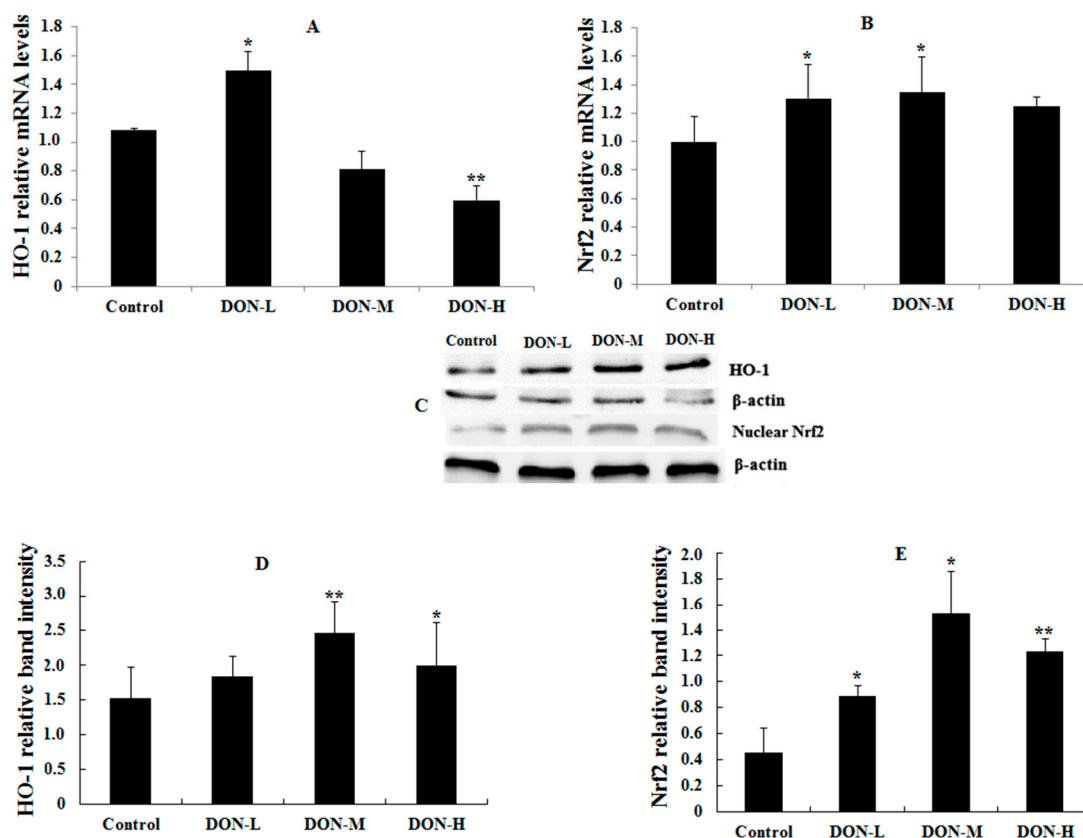 A
HO-1 relative mRNA levels
1.8
1.6
1.4
1.2
1.0
0.8
0.6
0.4
0.2
0
*
**
Control DON-L DON-M DON-H
B
Nrf2 relative mRNA levels
1.8
1.6
1.4
1.2
1.0
0.8
0.6
0.4
0.2
0
* *
Control DON-L DON-M DON-H
C
Control DON-L DON-M DON-H
HO-1
β-actin
Nuclear Nrf2
β-actin
D
HO-1 relative band intensity
3.5
3.0
2.5
2.0
1.5
1.0
0.5
0
** *
Control DON-L DON-M DON-H
E
Nrf2 relative band intensity
2.0
1.8
1.6
1.4
1.2
1.0
0.8
0.6
0.4
0.2
0
* * **
Control DON-L DON-M DON-H